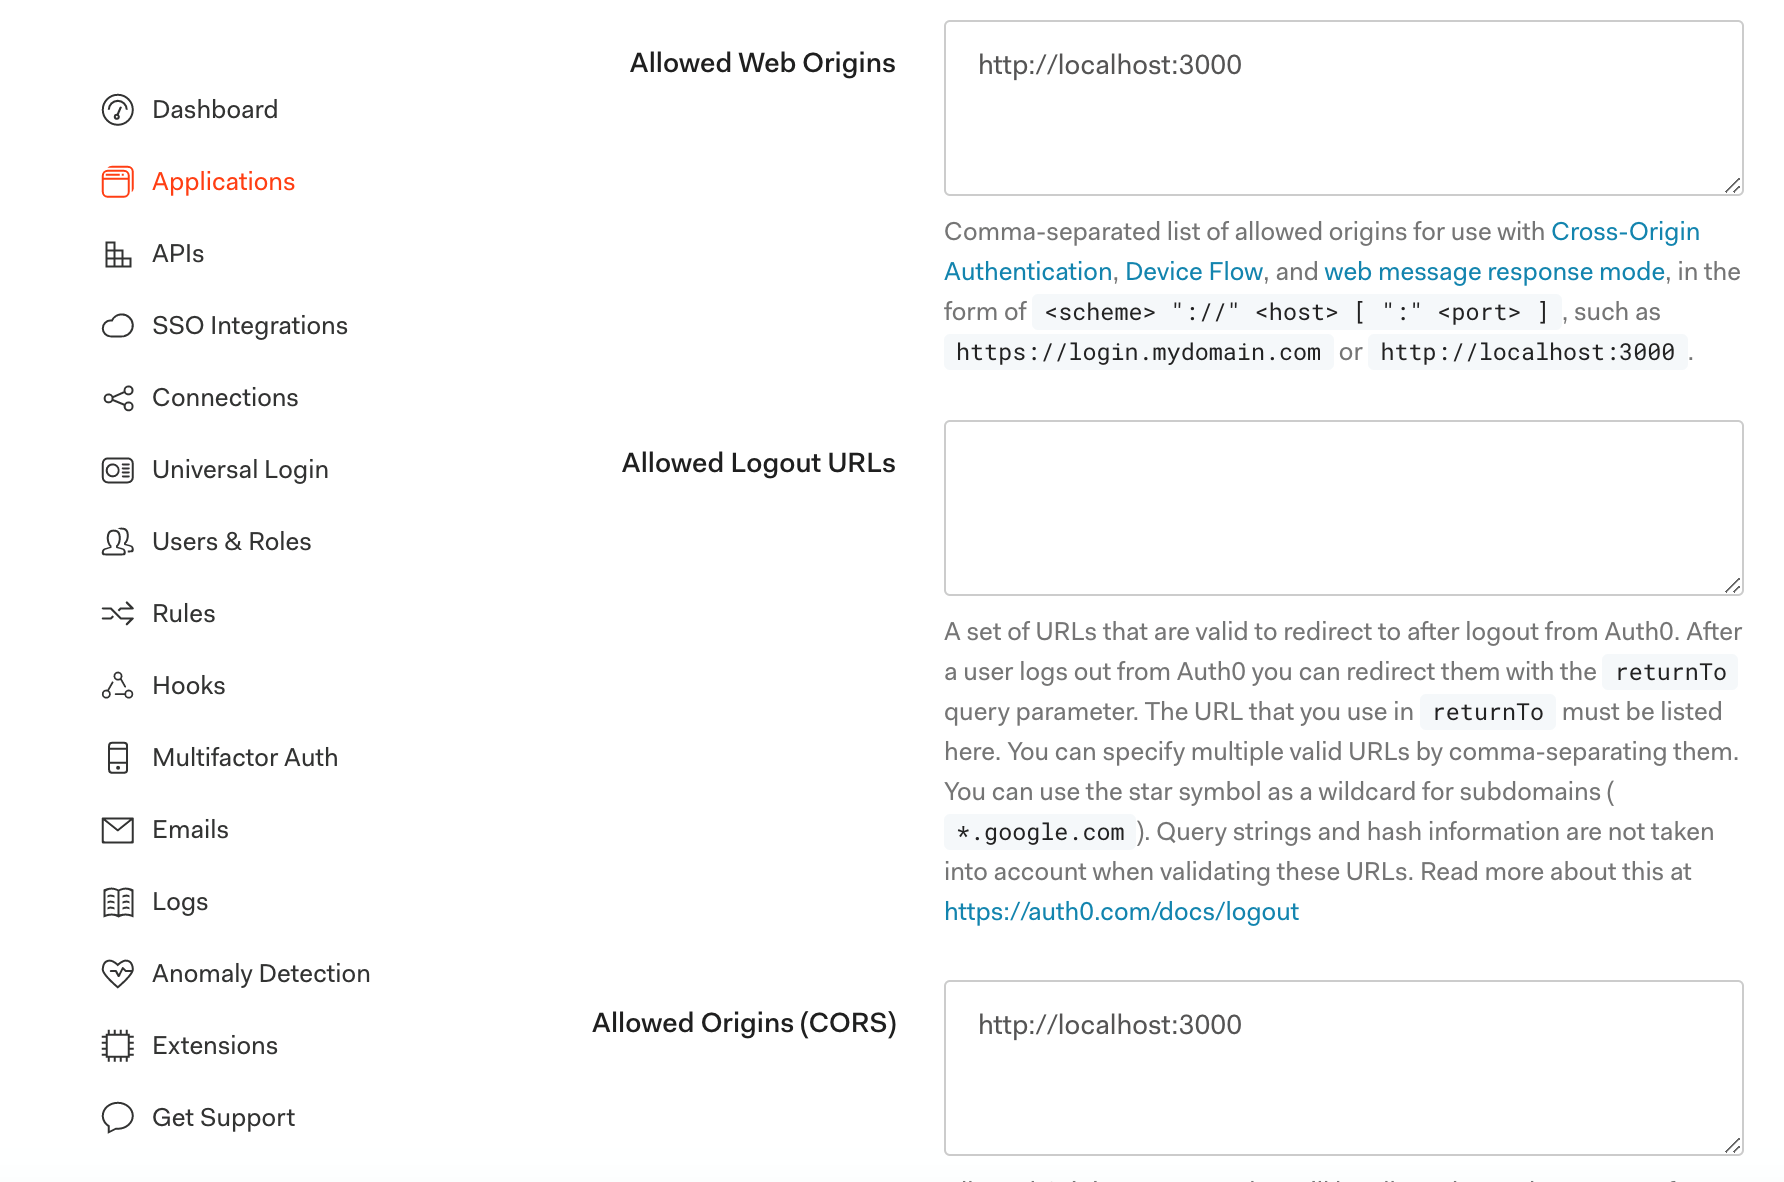 Dashboard
Applications
APIs
SSO Integrations
Connections
Universal Login
Users & Roles
Rules
Hooks
Multifactor Auth
Emails
Logs
Anomaly Detection
Extensions
Get Support
Allowed Web Origins
http://localhost:3000
Comma-separated list of allowed origins for use with Cross-Origin
Authentication, Device Flow, and web message response mode, in the
form of <scheme> "://" <host> [ ":" <port> ] , such as
https://login.mydomain.com or http://localhost:3000 .
Allowed Logout URLs
A set of URLs that are valid to redirect to after logout from Auth0. After
a user logs out from Auth0 you can redirect them with the returnTo
query parameter. The URL that you use in returnTo must be listed
here. You can specify multiple valid URLs by comma-separating them.
You can use the star symbol as a wildcard for subdomains (
*.google.com ). Query strings and hash information are not taken
into account when validating these URLs. Read more about this at
https://auth0.com/docs/logout
Allowed Origins (CORS)
http://localhost:3000